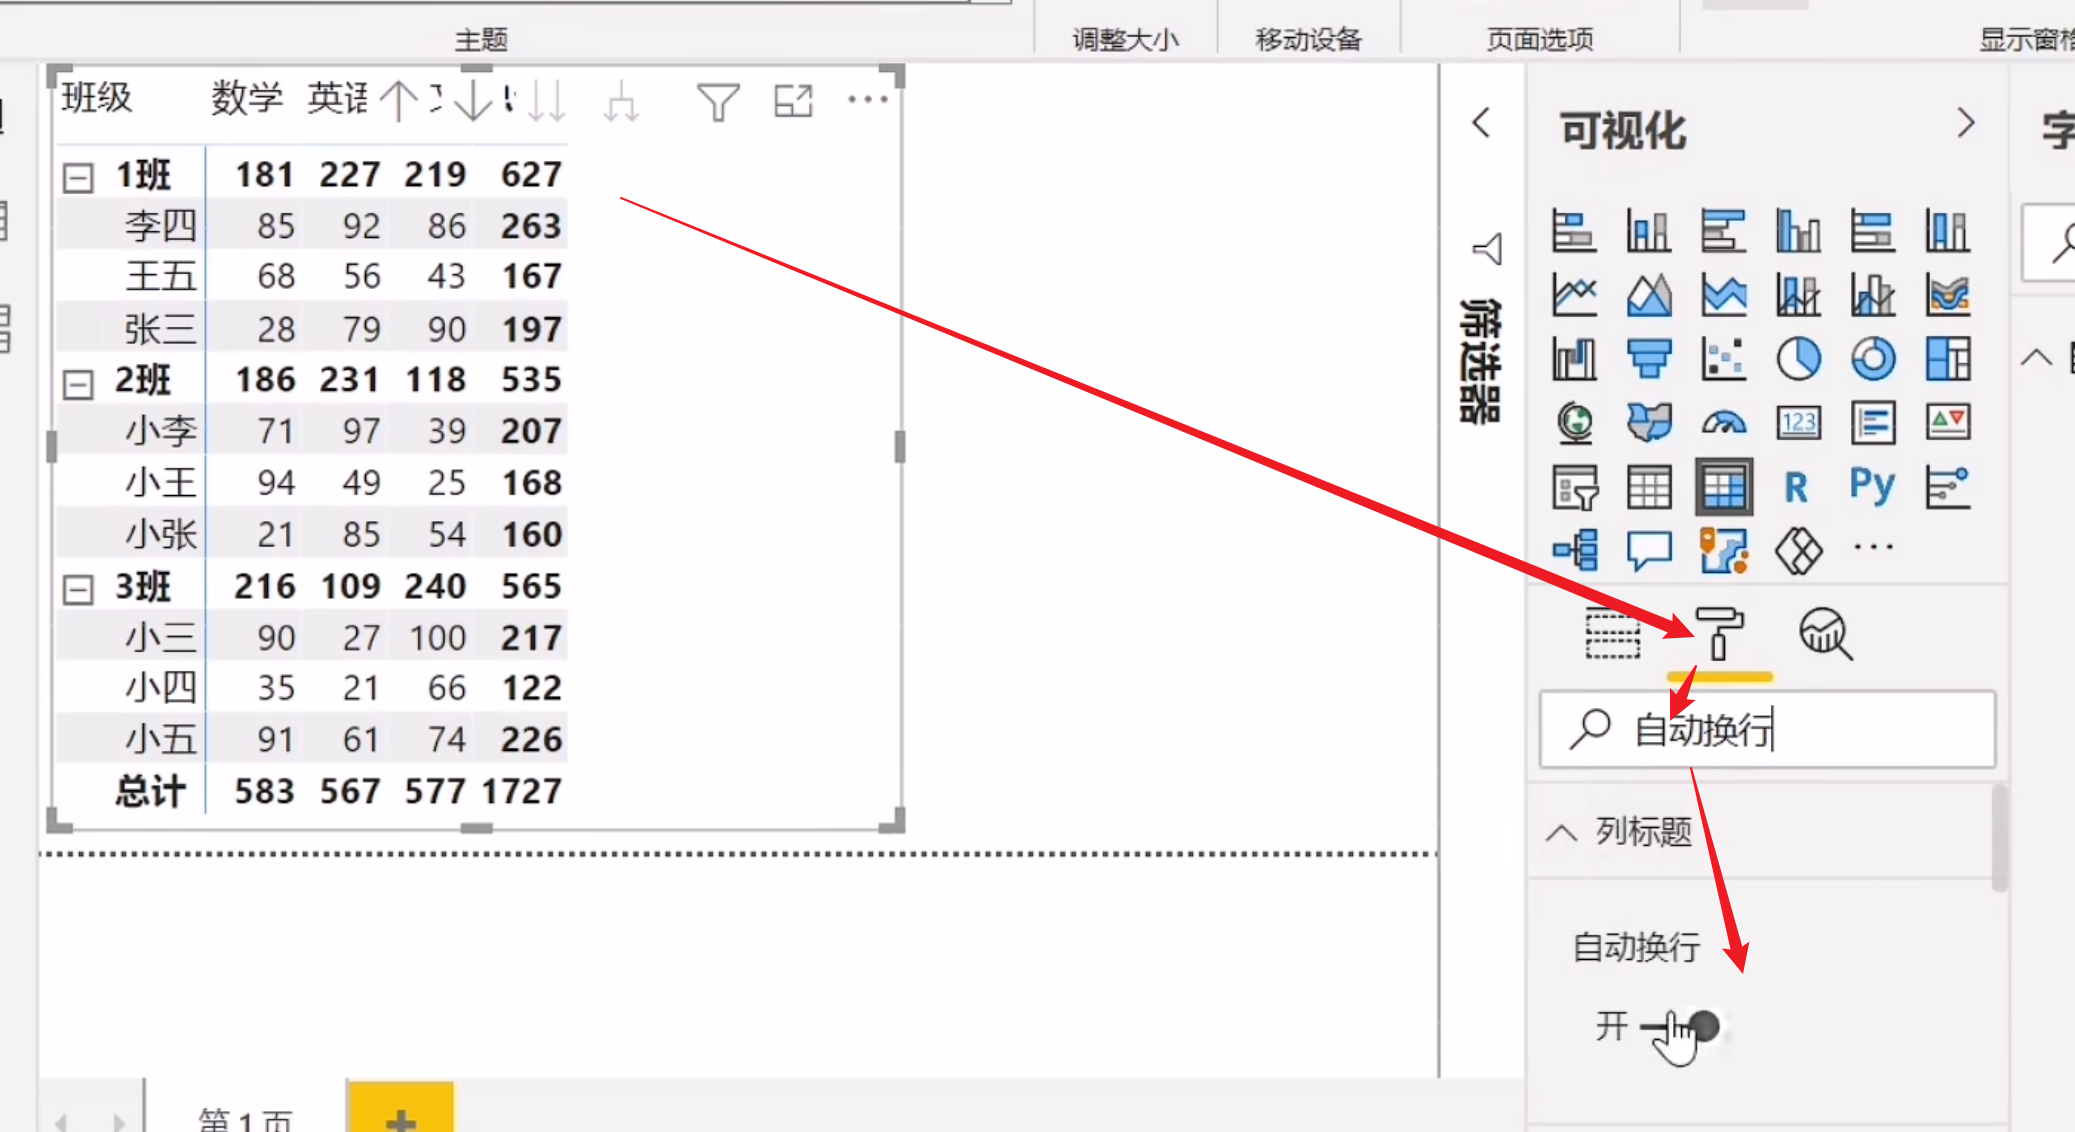 主题
调整大小
移动设备
页面选项
显示窗格
班级 数学 英语
1班 181 227 219 627
李四 85 92 86 263
王五 68 56 43 167
张三 28 79 90 197
2班 186 231 118 535
小李 71 97 39 207
小王 94 49 25 168
小张 21 85 54 160
3班 216 109 240 565
小三 90 27 100 217
小四 35 21 66 122
小五 91 61 74 226
总计 583 567 577 1727
筛选器
可视化
123
R
Py
自动换行
列标题
自动换行
开
字
第1页